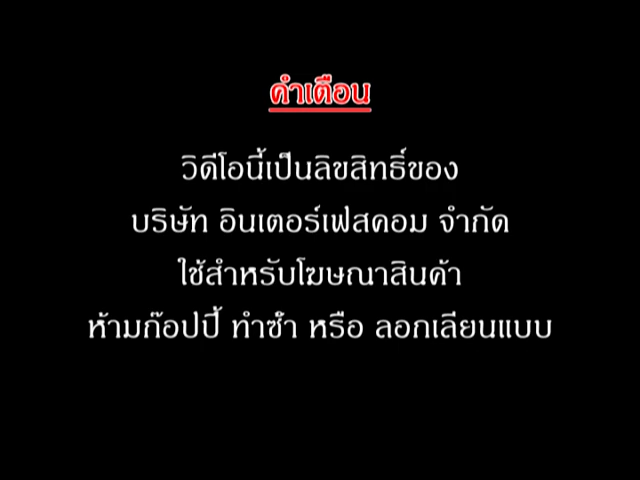 คำเตือน
วิดีโอนี้เป็นลิขสิทธิ์ของ
บริษัท อินเตอร์เฟสคอม จำกัด
ใช้สำหรับโฆษณาสินค้า
ห้ามก๊อปปี้ ทำซ้ำ หรือ ลอกเลียนแบบ